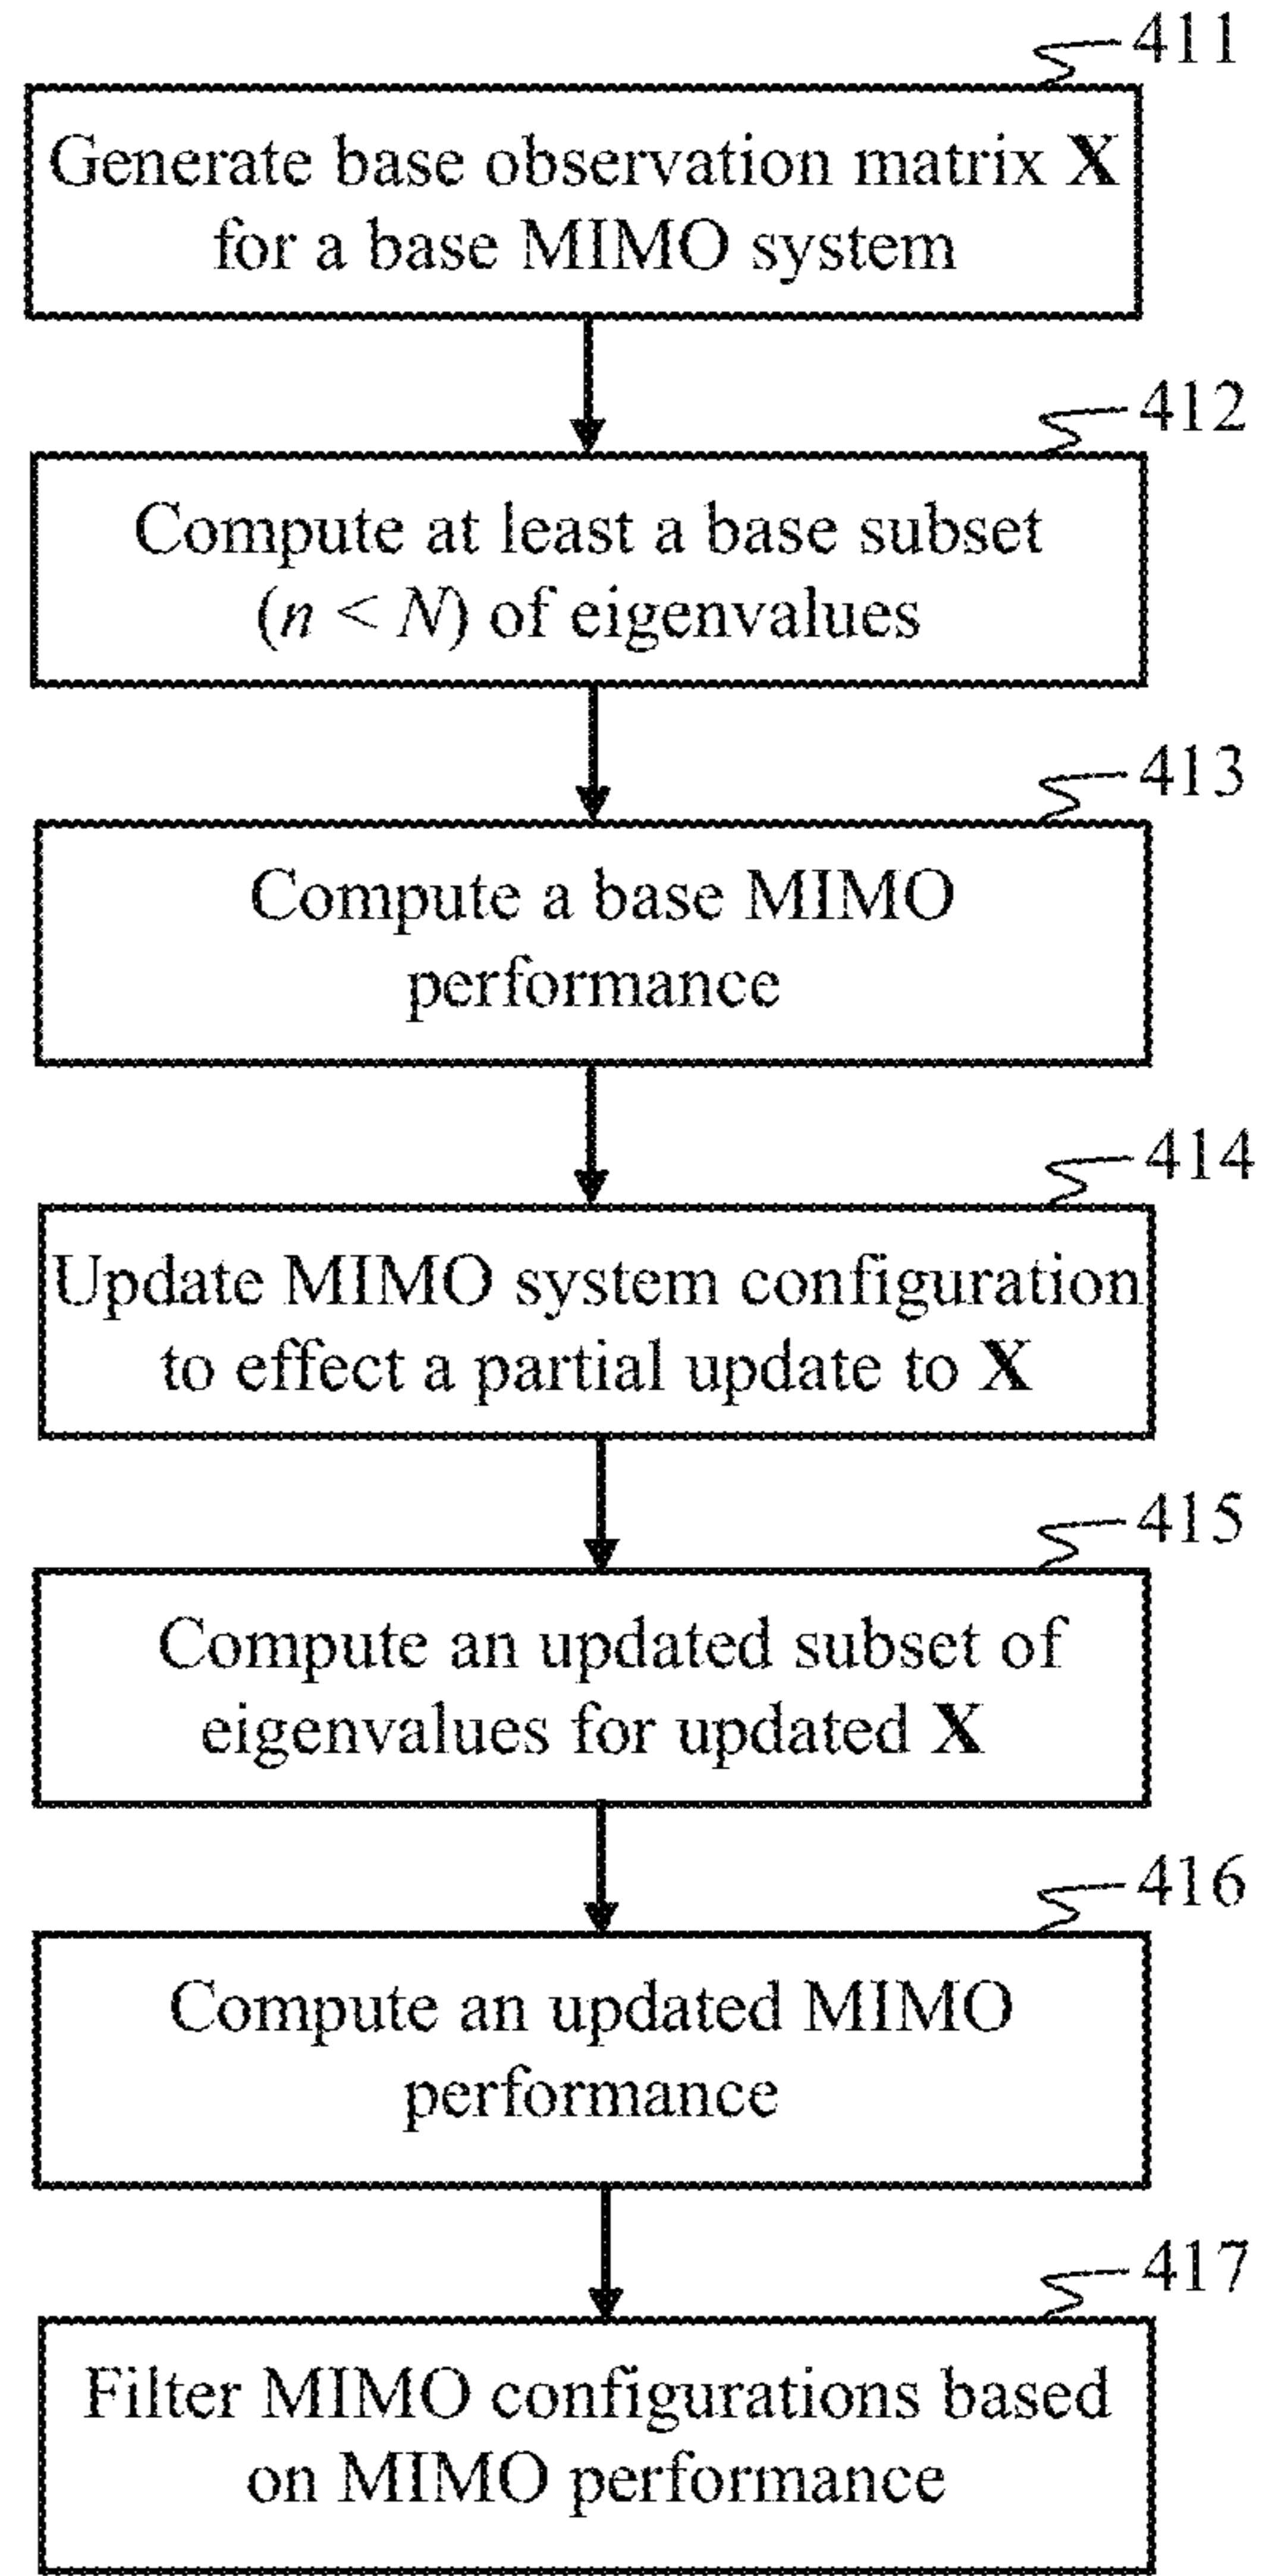 411
Generate base observation matrix X
for a base MIMO system
412
Compute at least a base subset
(n < N) of eigenvalues
413
Compute a base MIMO
performance
414
Update MIMO system configuration
to effect a partial update to X
415
Compute an updated subset of
eigenvalues for updated X
416
Compute an updated MIMO
performance
417
Filter MIMO configurations based
on MIMO performance